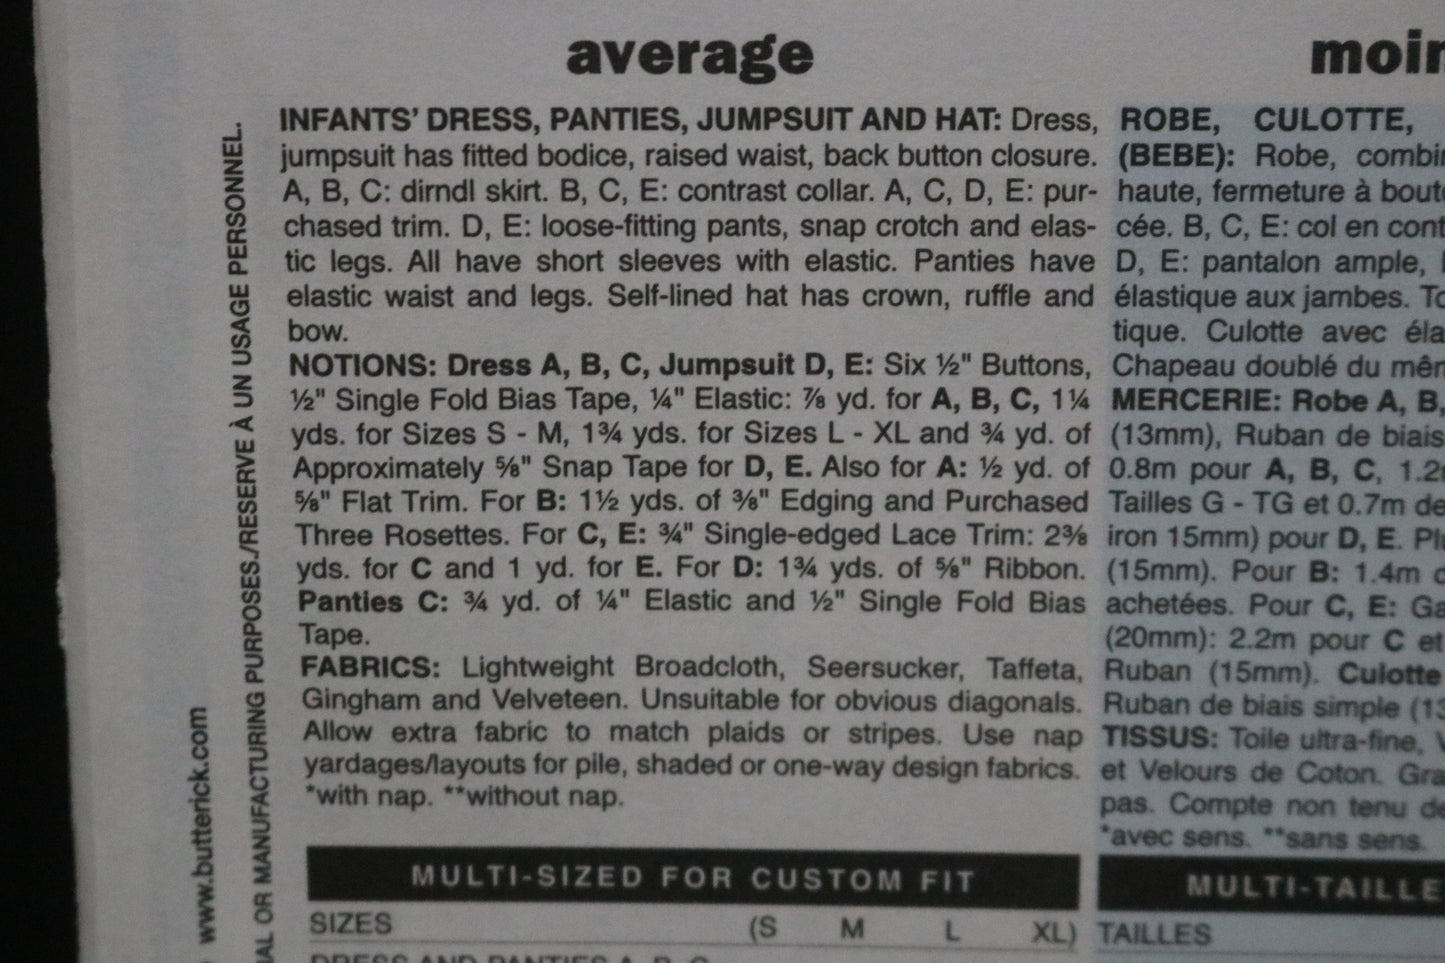 average
INFANTS' DRESS, PANTIES, JUMPSUIT AND HAT: Dress,
jumpsuit has fitted bodice, raised waist, back button closure.
A, B, C: dirndl skirt. B, C, E: contrast collar. A, C, D, E: pur-
chased trim. D, E: loose-fitting pants, snap crotch and elas-
tic legs. All have short sleeves with elastic. Panties have
elastic waist and legs. Self-lined hat has crown, ruffle and
bow.
NOTIONS: Dress A, B, C, Jumpsuit D, E: Six ½" Buttons,
½" Single Fold Bias Tape, ¼" Elastic: ⅞ yd. for A, B, C, 1¼
yds. for Sizes S - M, 1¾ yds. for Sizes L - XL and ¾ yd. of
Approximately ⅝" Snap Tape for D, E. Also for A: ½ yd. of
⅝" Flat Trim. For B: 1½ yds. of ⅜" Edging and Purchased
Three Rosettes. For C, E: ¾" Single-edged Lace Trim: 2⅜
yds. for C and 1 yd. for E. For D: 1¾ yds. of ⅝" Ribbon.
Panties C: ¾ yd. of ¼" Elastic and ½" Single Fold Bias
Tape.
FABRICS: Lightweight Broadcloth, Seersucker, Taffeta,
Gingham and Velveteen. Unsuitable for obvious diagonals.
Allow extra fabric to match plaids or stripes. Use nap
yardages/layouts for pile, shaded or one-way design fabrics.
*with nap. **without nap.
MULTI-SIZED FOR CUSTOM FIT
SIZES (S M L XL)
DRESS AND PANTIES A, B, C
moin
ROBE, CULOTTE,
(BEBE): Robe, combin
haute, fermeture à bout
cée. B, C, E: col en cont
D, E: pantalon ample,
élastique aux jambes. To
tique. Culotte avec éla
Chapeau doublé du mêm
MERCERIE: Robe A, B,
(13mm), Ruban de biais
0.8m pour A, B, C, 1.2
Tailles G - TG et 0.7m de
iron 15mm) pour D, E. Pl
(15mm). Pour B: 1.4m
achetées. Pour C, E: Ga
(20mm): 2.2m pour C et
Ruban (15mm). Culotte
Ruban de biais simple (13
TISSUS: Toile ultra-fine,
et Velours de Coton. Gra
pas. Compte non tenu de
*avec sens. **sans sens.
MULTI-TAILLE
TAILLES
www.butterick.com
AL OR MANUFACTURING PURPOSES./RESERVE À UN USAGE PERSONNEL.